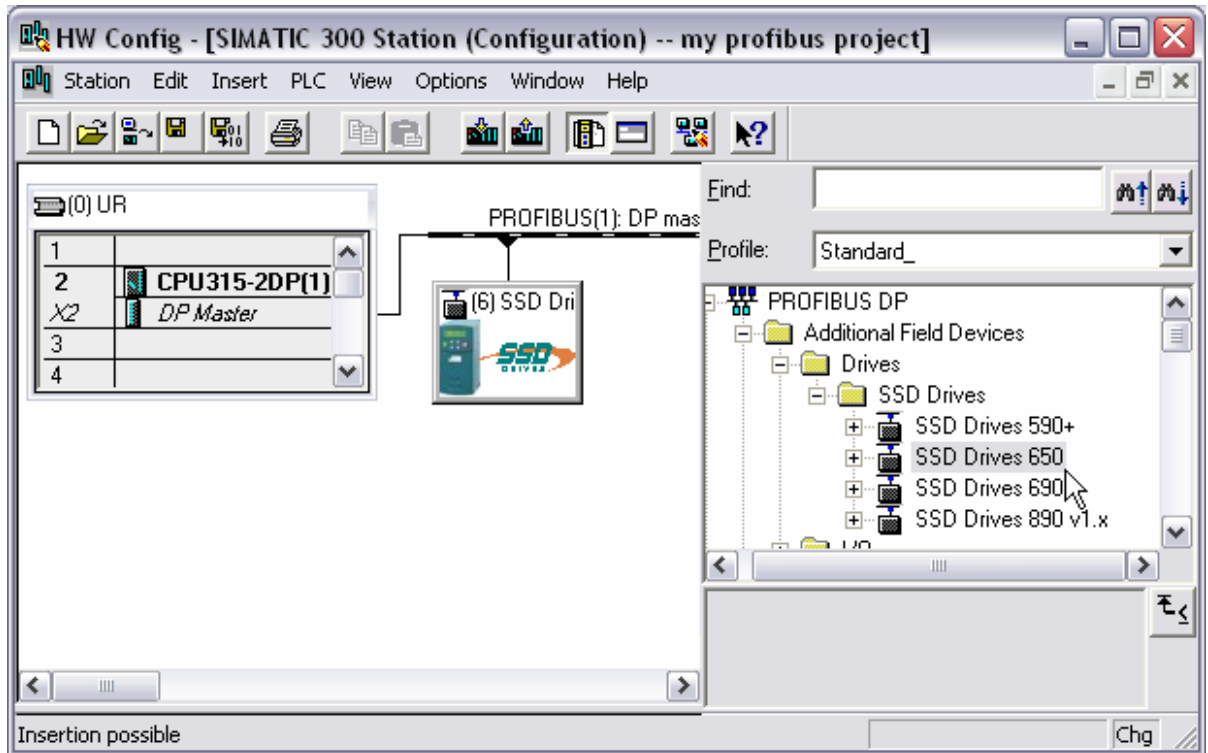 HW Config - [SIMATIC 300 Station (Configuration) -- my profibus project]
Station Edit Insert PLC View Options Window Help
(0) UR
1
2 CPU315-2DP(1)
X2 DP Master
3
4
PROFIBUS(1): DP mas
(6) SSD Dri
SSD
DRIVES
Find:
Profile: Standard_
PROFIBUS DP
Additional Field Devices
Drives
SSD Drives
SSD Drives 590+
SSD Drives 650
SSD Drives 690
SSD Drives 890 v1.x
I/O
Insertion possible
Chg